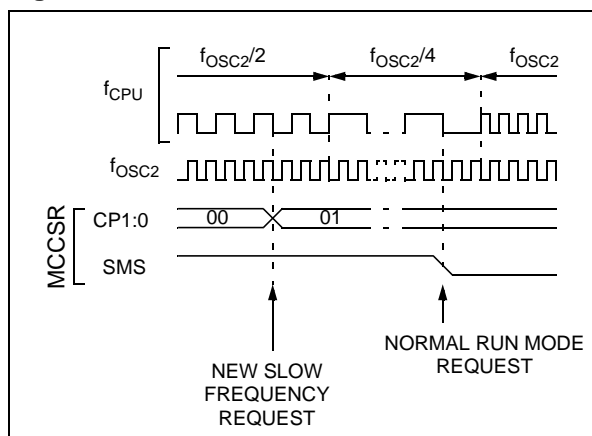 fOSC2/2 fOSC2/4 fOSC2
fCPU
fOSC2
MCCSR
CP1:0 00 01
SMS
NEW SLOW
FREQUENCY
REQUEST
NORMAL RUN MODE
REQUEST